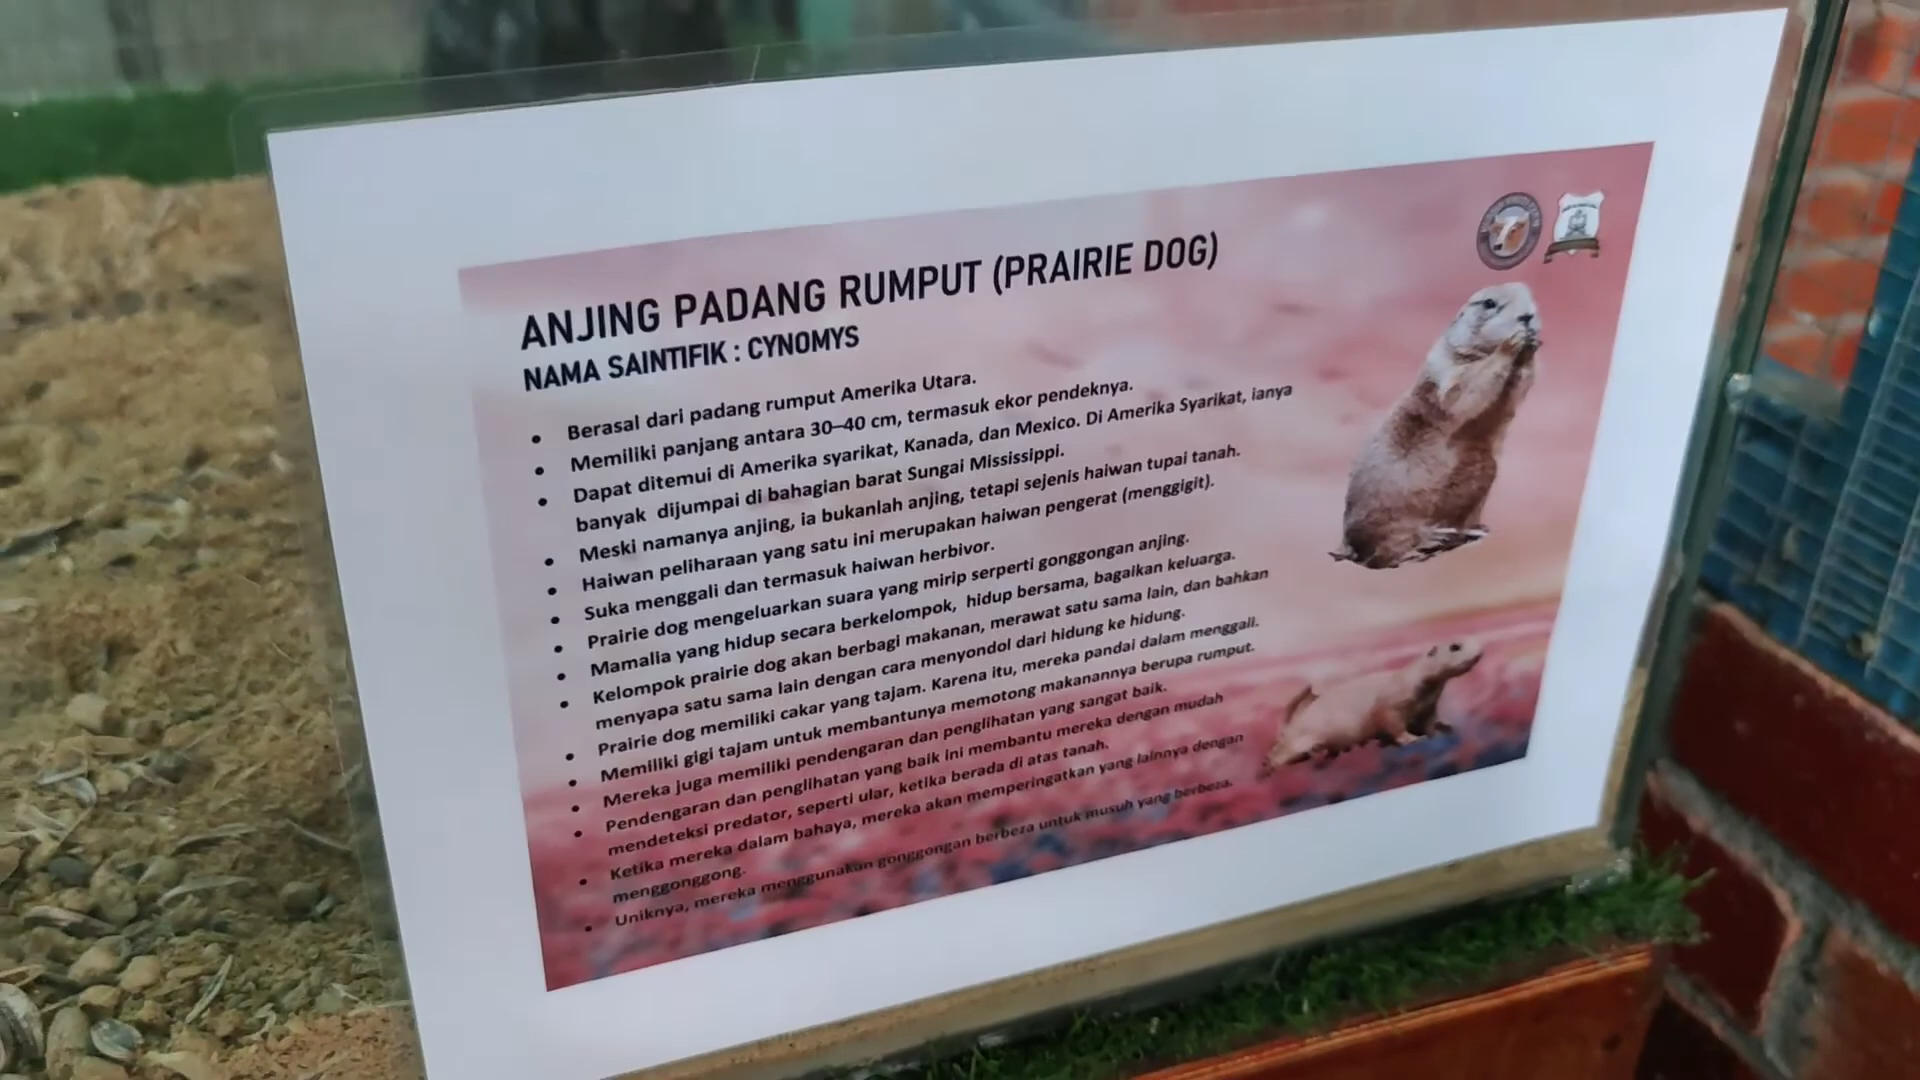 ANJING PADANG RUMPUT (PRAIRIE DOG)
NAMA SAINTIFIK : CYNOMYS
• Berasal dari padang rumput Amerika Utara.
• Memiliki panjang antara 30–40 cm, termasuk ekor pendeknya.
• Dapat ditemui di Amerika syarikat, Kanada, dan Mexico. Di Amerika Syarikat, ianya
banyak dijumpai di bahagian barat Sungai Mississippi.
• Meski namanya anjing, ia bukanlah anjing, tetapi sejenis haiwan tupai tanah.
• Haiwan peliharaan yang satu ini merupakan haiwan pengerat (menggigit).
• Suka menggali dan termasuk haiwan herbivor.
• Prairie dog mengeluarkan suara yang mirip serperti gonggongan anjing.
• Mamalia yang hidup secara berkelompok, hidup bersama, bagaikan keluarga.
• Kelompok prairie dog akan berbagi makanan, merawat satu sama lain, dan bahkan
menyapa satu sama lain dengan cara menyondol dari hidung ke hidung.
• Prairie dog memiliki cakar yang tajam. Karena itu, mereka pandai dalam menggali.
• Memiliki gigi tajam untuk membantunya memotong makanannya berupa rumput.
• Mereka juga memiliki pendengaran dan penglihatan yang sangat baik.
• Pendengaran dan penglihatan yang baik ini membantu mereka dengan mudah
mendeteksi predator, seperti ular, ketika berada di atas tanah.
• Ketika mereka dalam bahaya, mereka akan memperingatkan yang lainnya dengan
menggonggong.
• Uniknya, mereka menggunakan gonggongan berbeza untuk musuh yang berbeza.
7